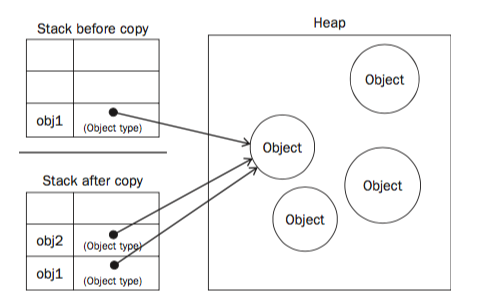 Stack before copy
obj1
(Object type)
Stack after copy
obj2
(Object type)
obj1
(Object type)
Heap
Object
Object
Object
Object